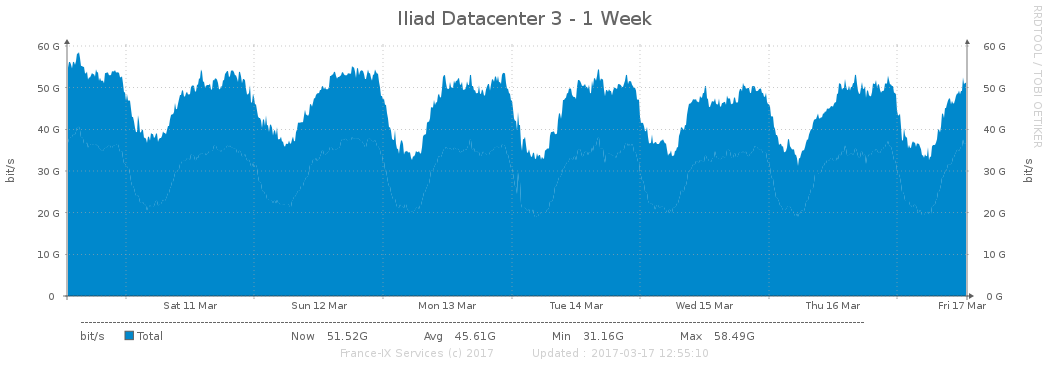 Iliad Datacenter 3 - 1 Week
RRDTOOL / TOBI OETIKER
bit/s
60 G 60 G
50 G 50 G
40 G 40 G
30 G 30 G
20 G 20 G
10 G 10 G
0 0 G
bit/s
Sat 11 Mar Sun 12 Mar Mon 13 Mar Tue 14 Mar Wed 15 Mar Thu 16 Mar Fri 17 Mar
bit/s Total Now 51.52G Avg 45.61G Min 31.16G Max 58.49G
France-IX Services (c) 2017 Updated : 2017-03-17 12:55:10